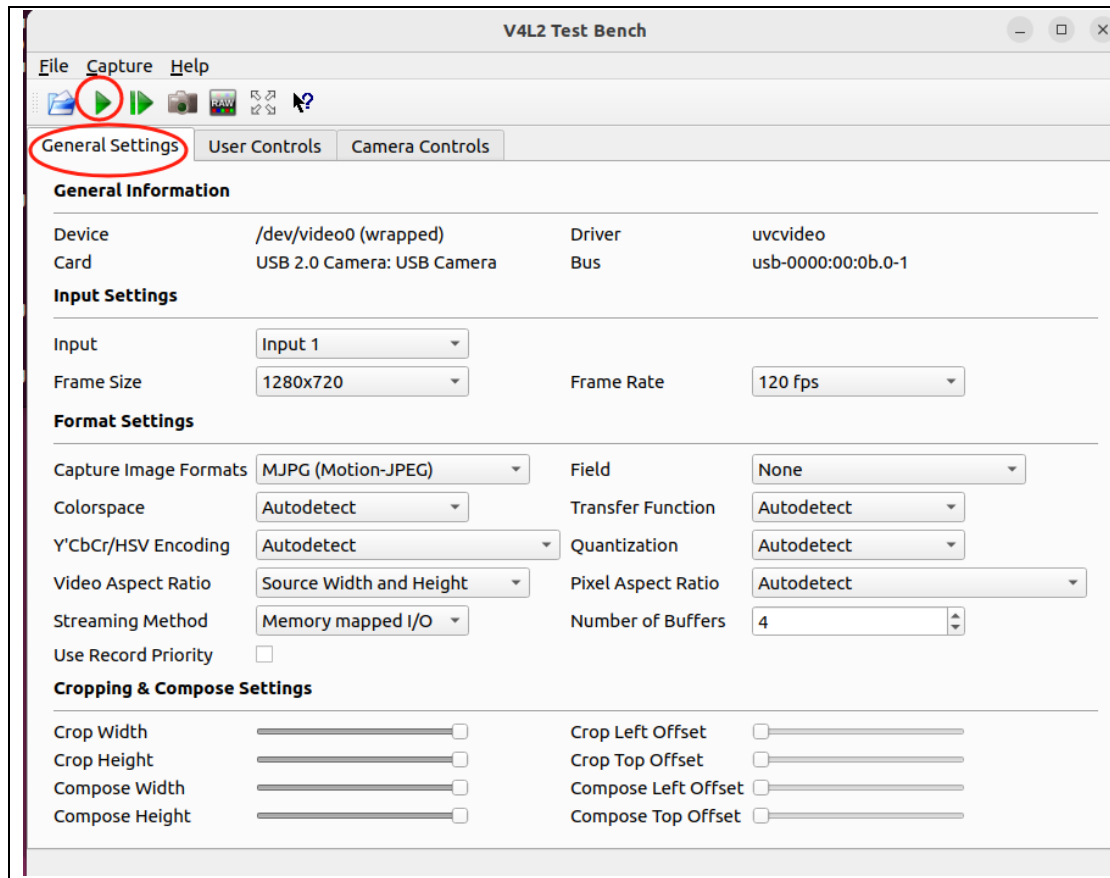 V4L2 Test Bench
File Capture Help
RAW
General Settings User Controls Camera Controls
General Information
Device /dev/video0 (wrapped) Driver uvcvideo
Card USB 2.0 Camera: USB Camera Bus usb-0000:00:0b.0-1
Input Settings
Input Input 1
Frame Size 1280x720 Frame Rate 120 fps
Format Settings
Capture Image Formats MJPG (Motion-JPEG) Field None
Colorspace Autodetect Transfer Function Autodetect
Y'CbCr/HSV Encoding Autodetect Quantization Autodetect
Video Aspect Ratio Source Width and Height Pixel Aspect Ratio Autodetect
Streaming Method Memory mapped I/O Number of Buffers 4
Use Record Priority
Cropping & Compose Settings
Crop Width Crop Left Offset
Crop Height Crop Top Offset
Compose Width Compose Left Offset
Compose Height Compose Top Offset